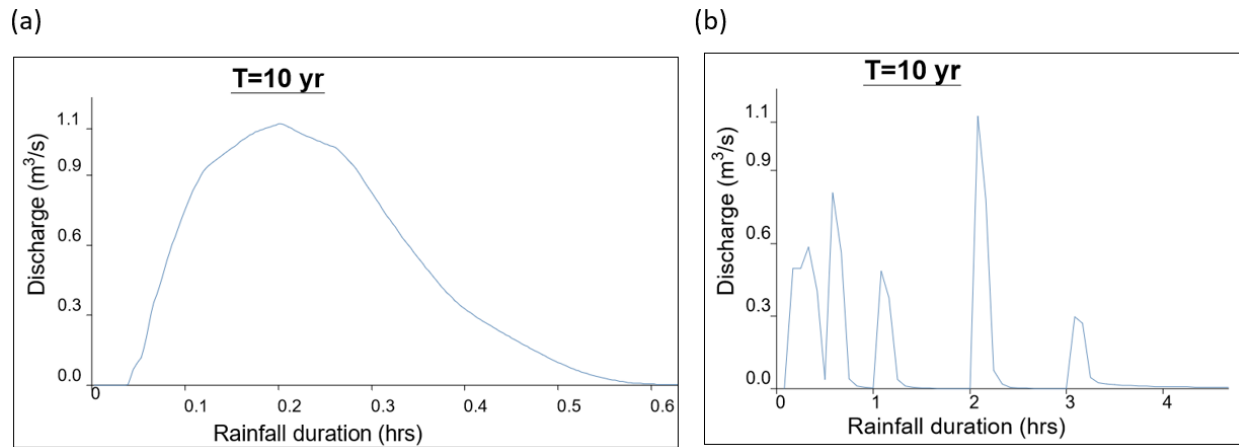 (a)
T=10 yr
Discharge (m³/s)
1.1
0.9
0.6
0.3
0.0
0 0.1 0.2 0.3 0.4 0.5 0.6
Rainfall duration (hrs)
(b)
T=10 yr
Discharge (m³/s)
1.1
0.9
0.6
0.3
0.0
0 1 2 3 4
Rainfall duration (hrs)